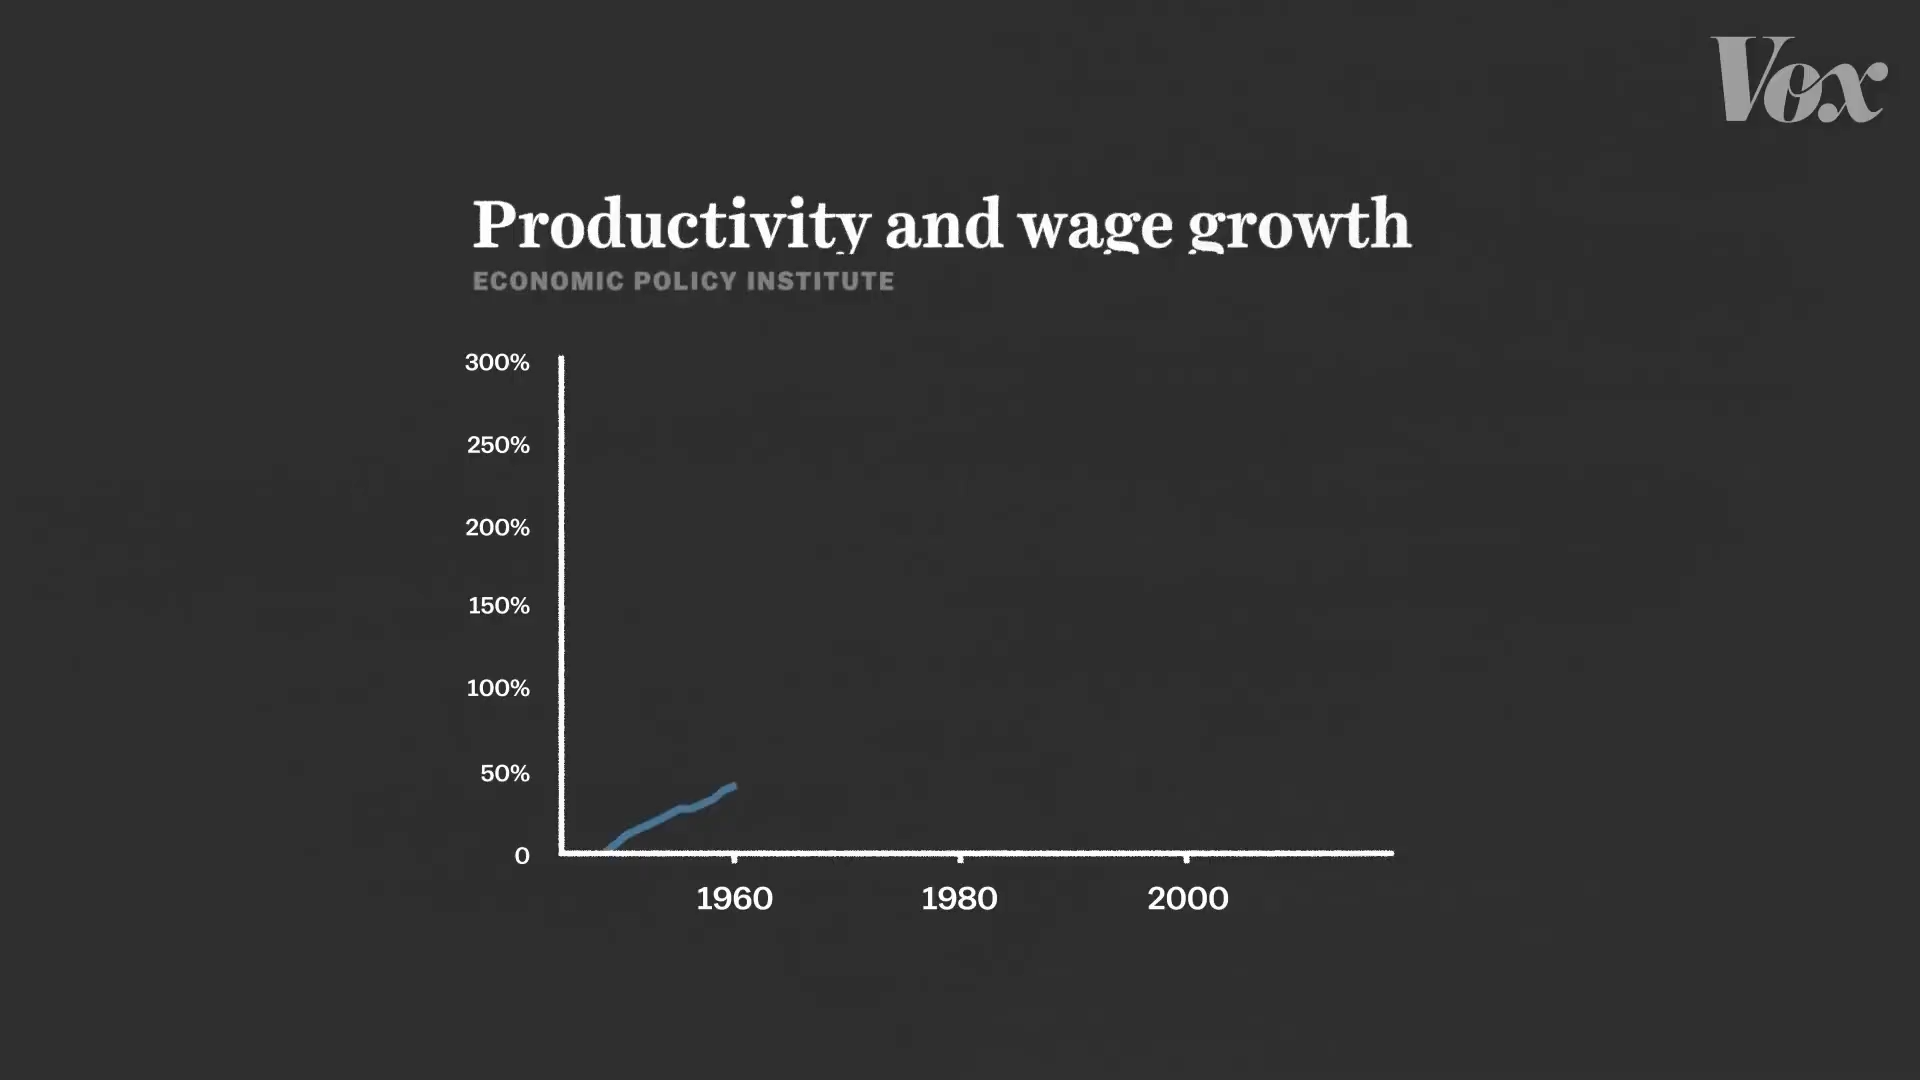 Vox
Productivity and wage growth
ECONOMIC POLICY INSTITUTE
300%
250%
200%
150%
100%
50%
0
1960 1980 2000